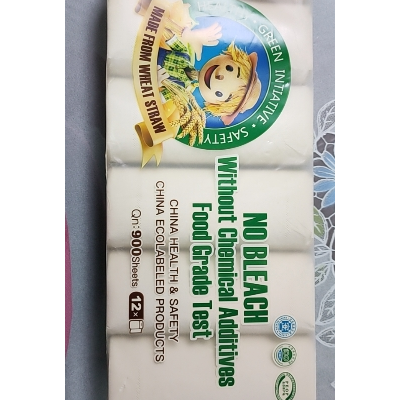 GREEN INITIATIVE • SAFETY
MADE FROM WHEAT STRAW
NO BLEACH
Without Chemical Additives
Food Grade Test
CHINA HEALTH & SAFETY
CHINA ECOLABELED PRODUCTS
Qn: 900Sheets
12×